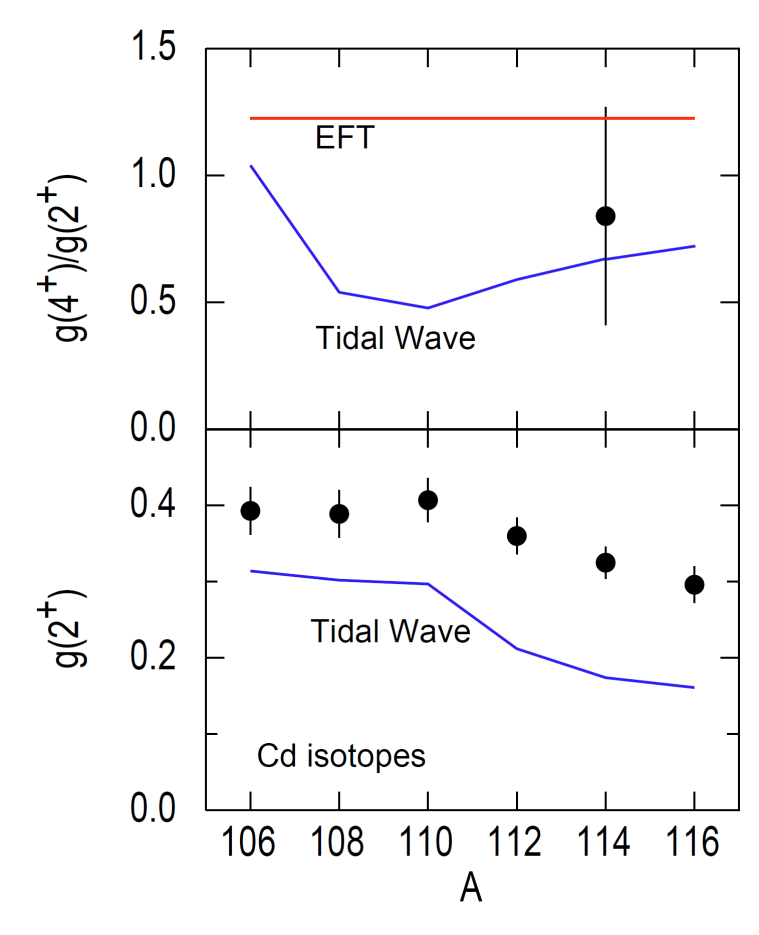 1.5
EFT
1.0
g(4+)/g(2+)
0.5
Tidal Wave
0.0
0.4
g(2+)
Tidal Wave
0.2
Cd isotopes
0.0
106 108 110 112 114 116
A